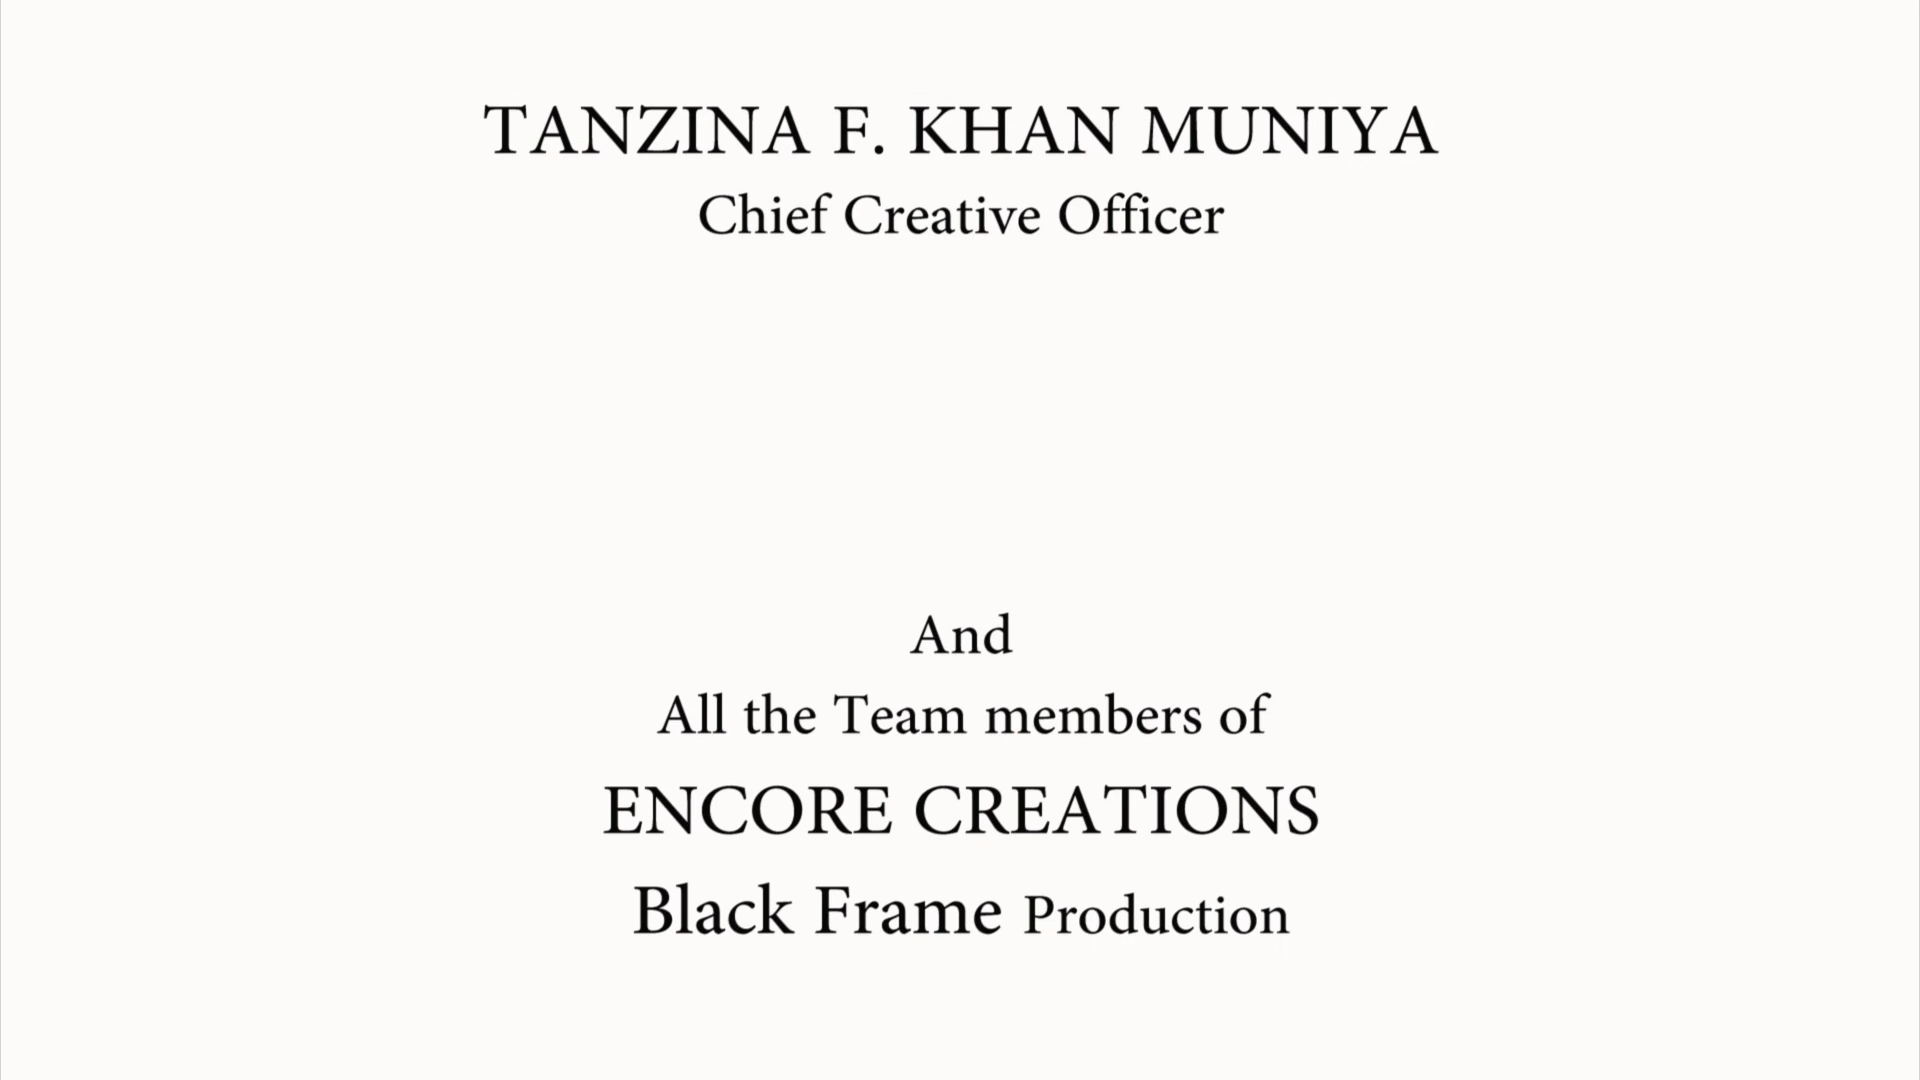 TANZINA F. KHAN MUNIYA
Chief Creative Officer
And
All the Team members of
ENCORE CREATIONS
Black Frame Production